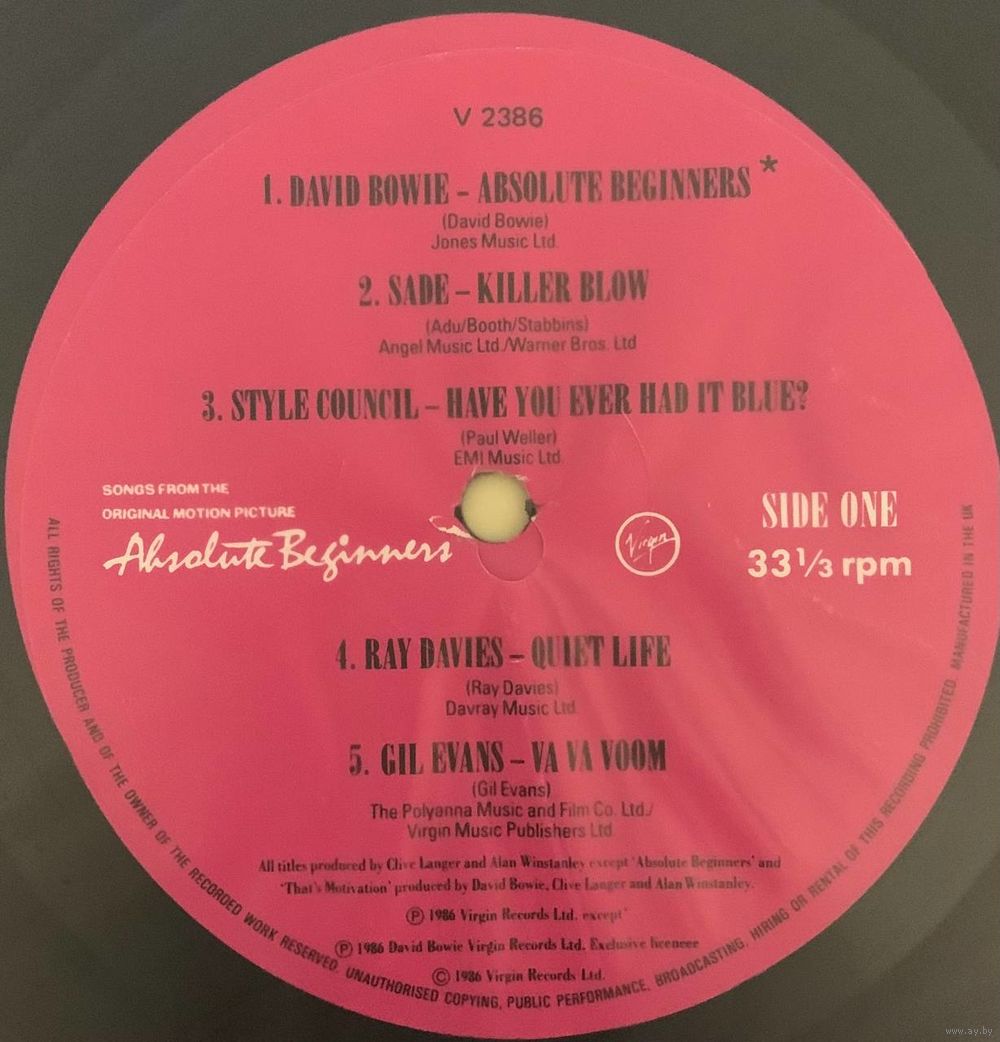 V 2386
1. DAVID BOWIE – ABSOLUTE BEGINNERS *
(David Bowie)
Jones Music Ltd.
2. SADE – KILLER BLOW
(Adu/Booth/Stabbins)
Angel Music Ltd./Warner Bros. Ltd
3. STYLE COUNCIL – HAVE YOU EVER HAD IT BLUE?
(Paul Weller)
EMI Music Ltd.
SONGS FROM THE
ORIGINAL MOTION PICTURE
Absolute Beginners
Virgin
SIDE ONE
33 1/3 rpm
4. RAY DAVIES – QUIET LIFE
(Ray Davies)
Davray Music Ltd.
5. GIL EVANS – VA VA VOOM
(Gil Evans)
The Polyanna Music and Film Co. Ltd./
Virgin Music Publishers Ltd.
All titles produced by Clive Langer and Alan Winstanley except 'Absolute Beginners' and
'That's Motivation' produced by David Bowie, Clive Langer and Alan Winstanley.
Ⓟ 1986 Virgin Records Ltd. except*
Ⓟ 1986 David Bowie Virgin Records Ltd. Exclusive licencee
© 1986 Virgin Records Ltd.
ALL RIGHTS OF THE PRODUCER AND OF THE OWNER OF THE RECORDED WORK RESERVED. UNAUTHORISED COPYING, PUBLIC PERFORMANCE, BROADCASTING, HIRING OR RENTAL OF THIS RECORDING PROHIBITED. MANUFACTURED IN THE UK
www.ay.by